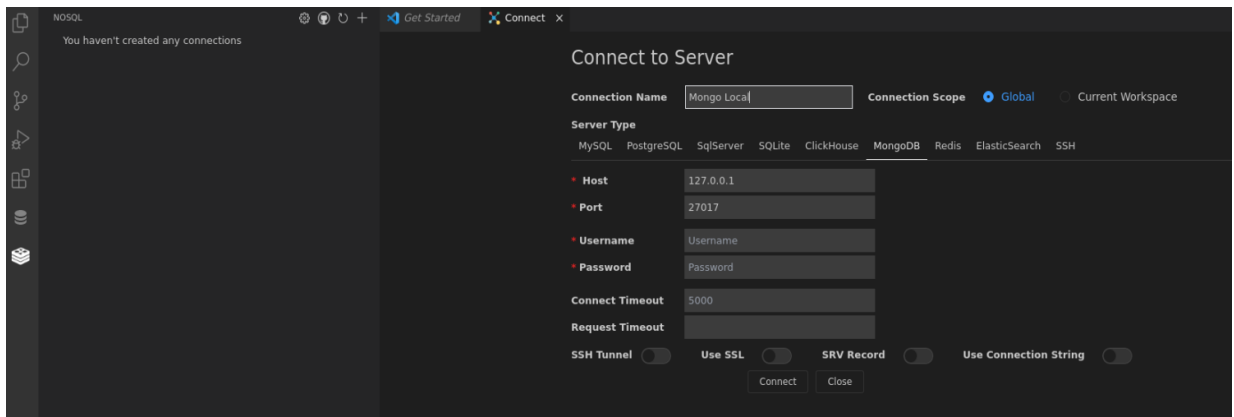 NOSQL
You haven't created any connections
Get Started
Connect
Connect to Server
Connection Name Mongo Local Connection Scope Global Current Workspace
Server Type
MySQL PostgreSQL SqlServer SQLite ClickHouse MongoDB Redis ElasticSearch SSH
* Host 127.0.0.1
* Port 27017
* Username Username
* Password Password
Connect Timeout 5000
Request Timeout
SSH Tunnel Use SSL SRV Record Use Connection String
Connect Close